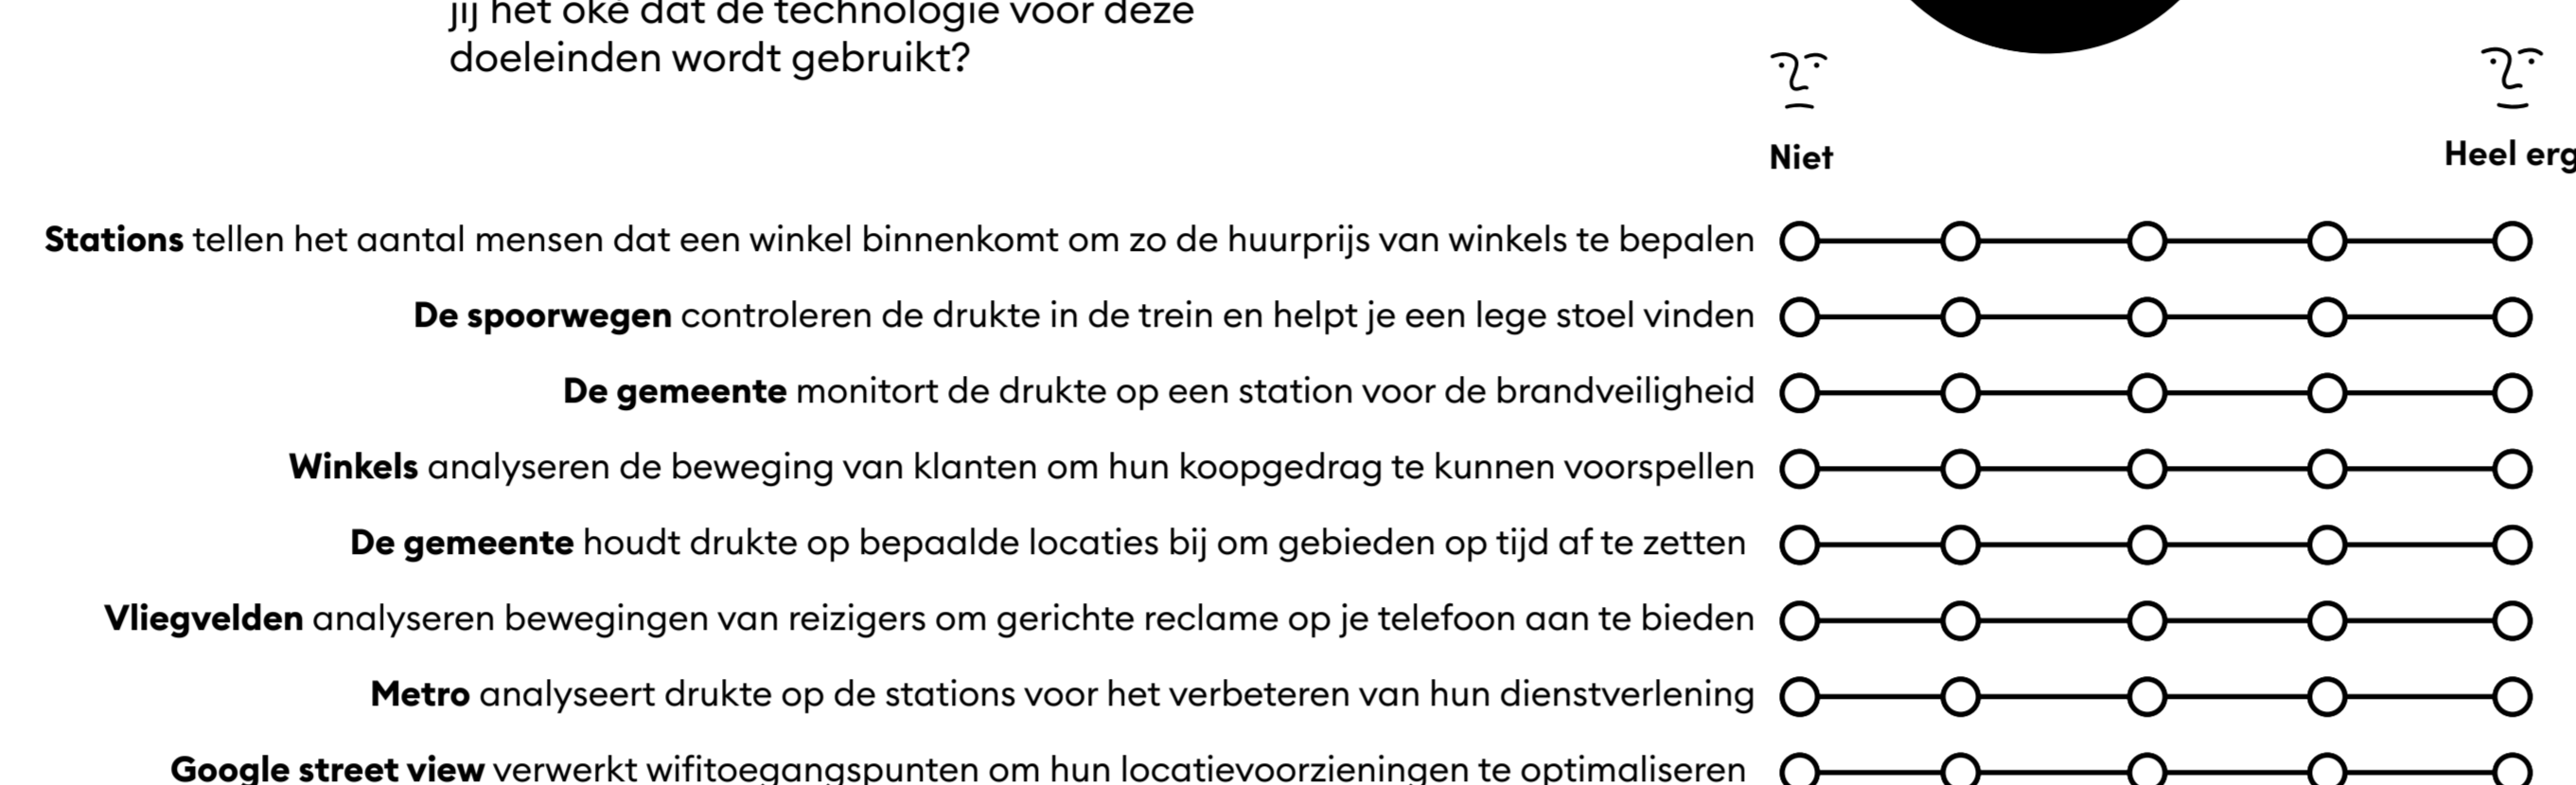 jij het oké dat de technologie voor deze
doeleinden wordt gebruikt?
Niet
Heel erg
Stations tellen het aantal mensen dat een winkel binnenkomt om zo de huurprijs van winkels te bepalen
De spoorwegen controleren de drukte in de trein en helpt je een lege stoel vinden
De gemeente monitort de drukte op een station voor de brandveiligheid
Winkels analyseren de beweging van klanten om hun koopgedrag te kunnen voorspellen
De gemeente houdt drukte op bepaalde locaties bij om gebieden op tijd af te zetten
Vliegvelden analyseren bewegingen van reizigers om gerichte reclame op je telefoon aan te bieden
Metro analyseert drukte op de stations voor het verbeteren van hun dienstverlening
Google street view verwerkt wifitoegangspunten om hun locatievoorzieningen te optimaliseren